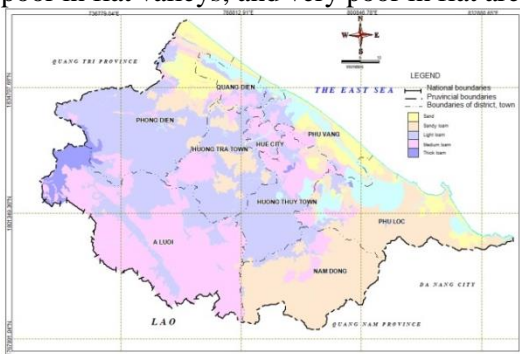 poor in flat valleys, and very poor in flat are
QUANG TRI PROVINCE
N
W
E
S
THE EAST SEA
LEGEND
National boundaries
Provincial boundaries
Boundaries of district, town
Sand
Sandy loam
Light loam
Medium loam
Thick loam
QUANG DIEN
PHONG DIEN
PHU VANG
HUE CITY
HUONG TRA TOWN
HUONG THUY TOWN
PHU LOC
A LUOI
NAM DONG
DA NANG CITY
LAO
QUANG NAM PROVINCE